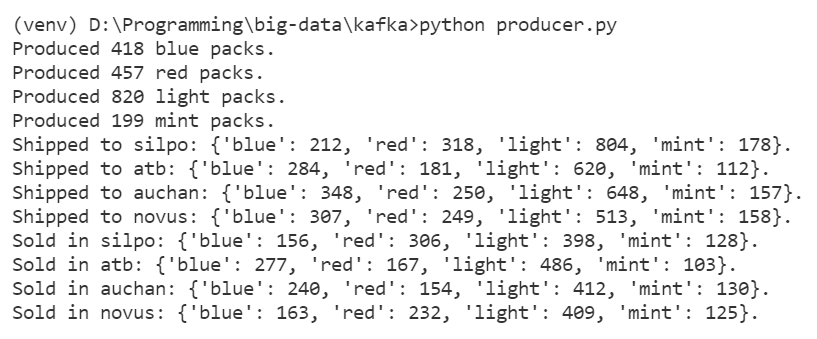 (venv) D:\Programming\big-data\kafka>python producer.py
Produced 418 blue packs.
Produced 457 red packs.
Produced 820 light packs.
Produced 199 mint packs.
Shipped to silpo: {'blue': 212, 'red': 318, 'light': 804, 'mint': 178}.
Shipped to atb: {'blue': 284, 'red': 181, 'light': 620, 'mint': 112}.
Shipped to auchan: {'blue': 348, 'red': 250, 'light': 648, 'mint': 157}.
Shipped to novus: {'blue': 307, 'red': 249, 'light': 513, 'mint': 158}.
Sold in silpo: {'blue': 156, 'red': 306, 'light': 398, 'mint': 128}.
Sold in atb: {'blue': 277, 'red': 167, 'light': 486, 'mint': 103}.
Sold in auchan: {'blue': 240, 'red': 154, 'light': 412, 'mint': 130}.
Sold in novus: {'blue': 163, 'red': 232, 'light': 409, 'mint': 125}.